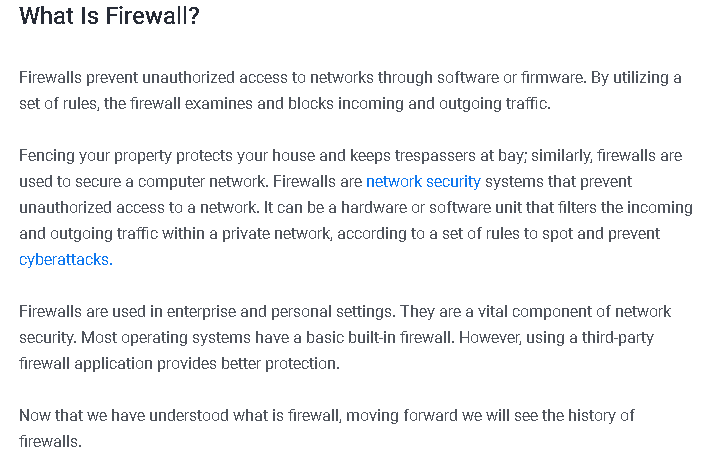 What Is Firewall?
Firewalls prevent unauthorized access to networks through software or firmware. By utilizing a
set of rules, the firewall examines and blocks incoming and outgoing traffic.
Fencing your property protects your house and keeps trespassers at bay; similarly, firewalls are
used to secure a computer network. Firewalls are network security systems that prevent
unauthorized access to a network. It can be a hardware or software unit that filters the incoming
and outgoing traffic within a private network, according to a set of rules to spot and prevent
cyberattacks.
Firewalls are used in enterprise and personal settings. They are a vital component of network
security. Most operating systems have a basic built-in firewall. However, using a third-party
firewall application provides better protection.
Now that we have understood what is firewall, moving forward we will see the history of
firewalls.